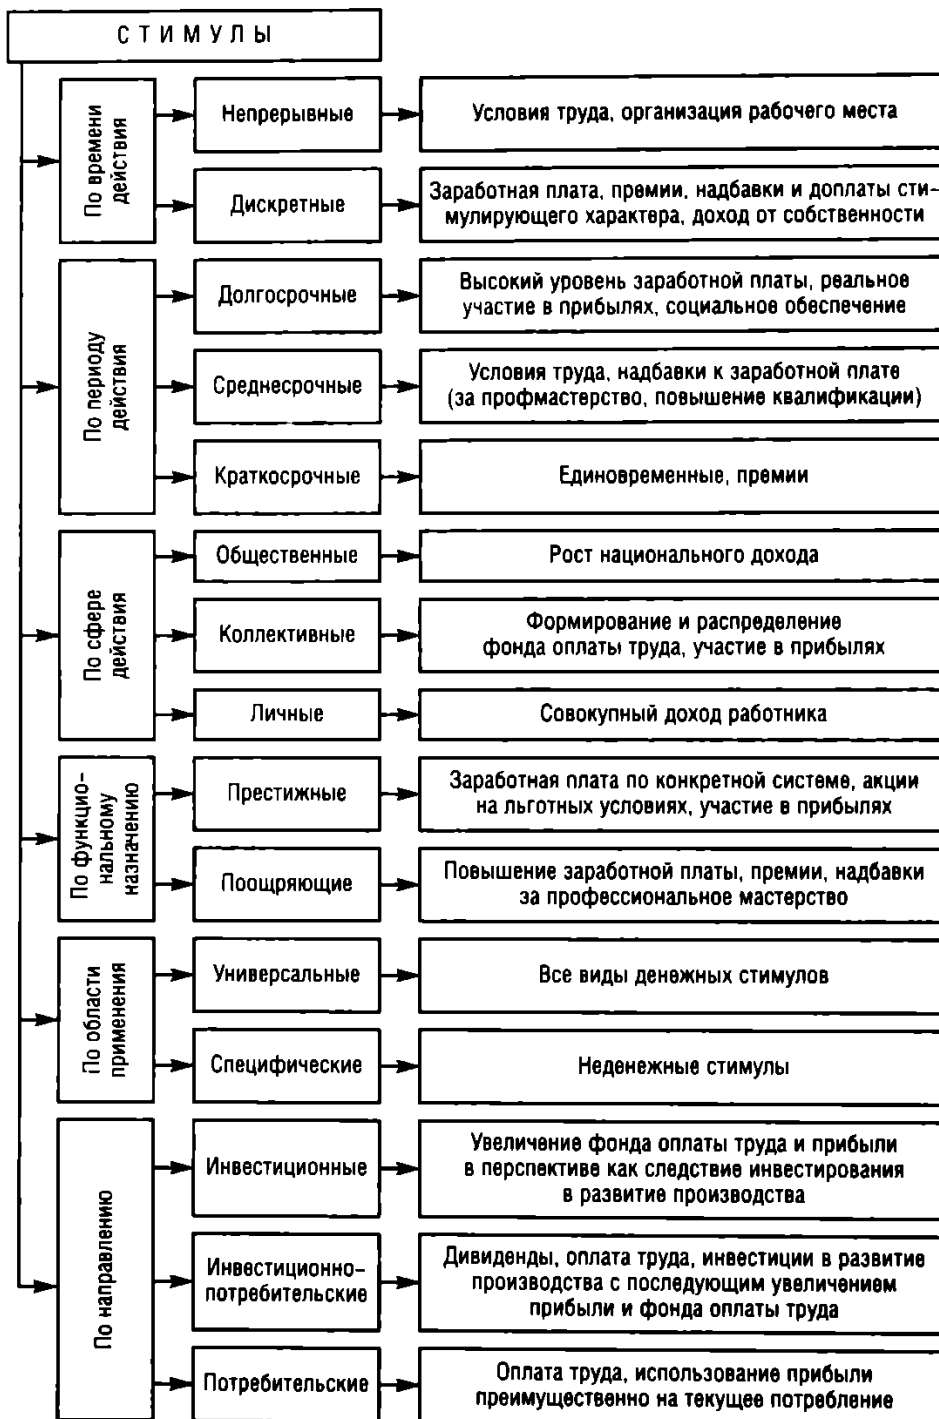 СТИМУЛЫ
По времени
действия
Непрерывные
Условия труда, организация рабочего места
Дискретные
Заработная плата, премии, надбавки и доплаты сти-
мулирующего характера, доход от собственности
По периоду
действия
Долгосрочные
Высокий уровень заработной платы, реальное
участие в прибылях, социальное обеспечение
Среднесрочные
Условия труда, надбавки к заработной плате
(за профмастерство, повышение квалификации)
Краткосрочные
Единовременные, премии
По сфере
действия
Общественные
Рост национального дохода
Коллективные
Формирование и распределение
фонда оплаты труда, участие в прибылях
Личные
Совокупный доход работника
По функцио-
нальному
назначению
Престижные
Заработная плата по конкретной системе, акции
на льготных условиях, участие в прибылях
Поощряющие
Повышение заработной платы, премии, надбавки
за профессиональное мастерство
По области
применения
Универсальные
Все виды денежных стимулов
Специфические
Неденежные стимулы
По направлению
Инвестиционные
Увеличение фонда оплаты труда и прибыли
в перспективе как следствие инвестирования
в развитие производства
Инвестиционно-
потребительские
Дивиденды, оплата труда, инвестиции в развитие
производства с последующим увеличением
прибыли и фонда оплаты труда
Потребительские
Оплата труда, использование прибыли
преимущественно на текущее потребление